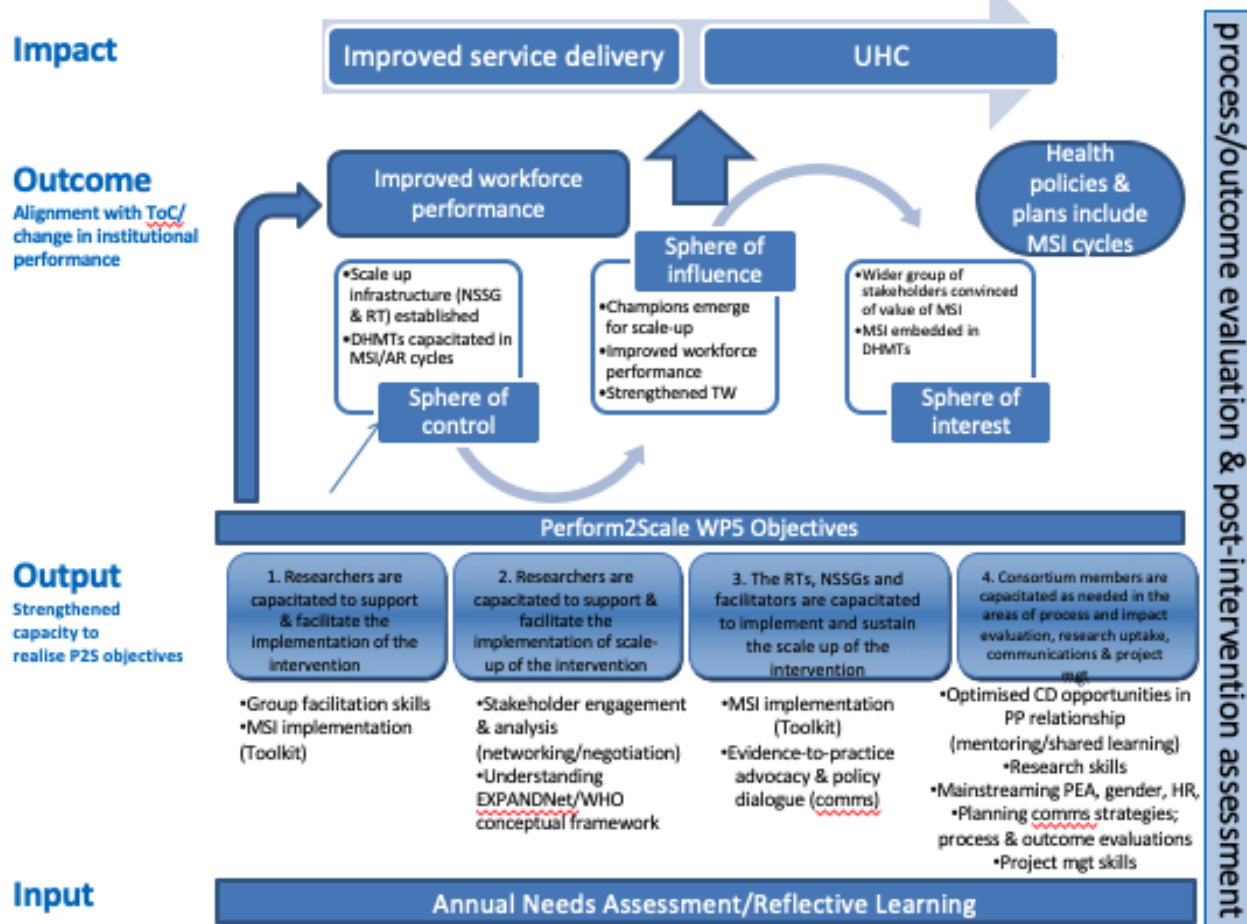 Impact
Improved service delivery
UHC
Outcome
Alignment with ToC/
change in institutional
performance
Improved workforce
performance
Health
policies &
plans include
MSI cycles
•Scale up
infrastructure (NSSG
& RT) established
•DHMTs capacitated in
MSI/AR cycles
Sphere of
control
Sphere of
influence
•Champions emerge
for scale-up
•Improved workforce
performance
•Strengthened TW
•Wider group of
stakeholders convinced
of value of MSI
•MSI embedded in
DHMTs
Sphere of
interest
Perform2Scale WP5 Objectives
Output
Strengthened
capacity to
realise P2S objectives
1. Researchers are
capacitated to support
& facilitate the
implementation of the
intervention
2. Researchers are
capacitated to support &
facilitate the
implementation of scale-
up of the intervention
3. The RTs, NSSGs and
facilitators are capacitated
to implement and sustain
the scale up of the
intervention
4. Consortium members are
capacitated as needed in the
areas of process and impact
evaluation, research uptake,
communications & project
mgt
•Group facilitation skills
•MSI implementation
(Toolkit)
•Stakeholder engagement
& analysis
(networking/negotiation)
•Understanding
EXPANDNet/WHO
conceptual framework
•MSI implementation
(Toolkit)
•Evidence-to-practice
advocacy & policy
dialogue (comms)
•Optimised CD opportunities in
PP relationship
(mentoring/shared learning)
•Research skills
•Mainstreaming PEA, gender, HR,
•Planning comms strategies;
process & outcome evaluations
•Project mgt skills
Input
Annual Needs Assessment/Reflective Learning
process/outcome evaluation & post-intervention assessment